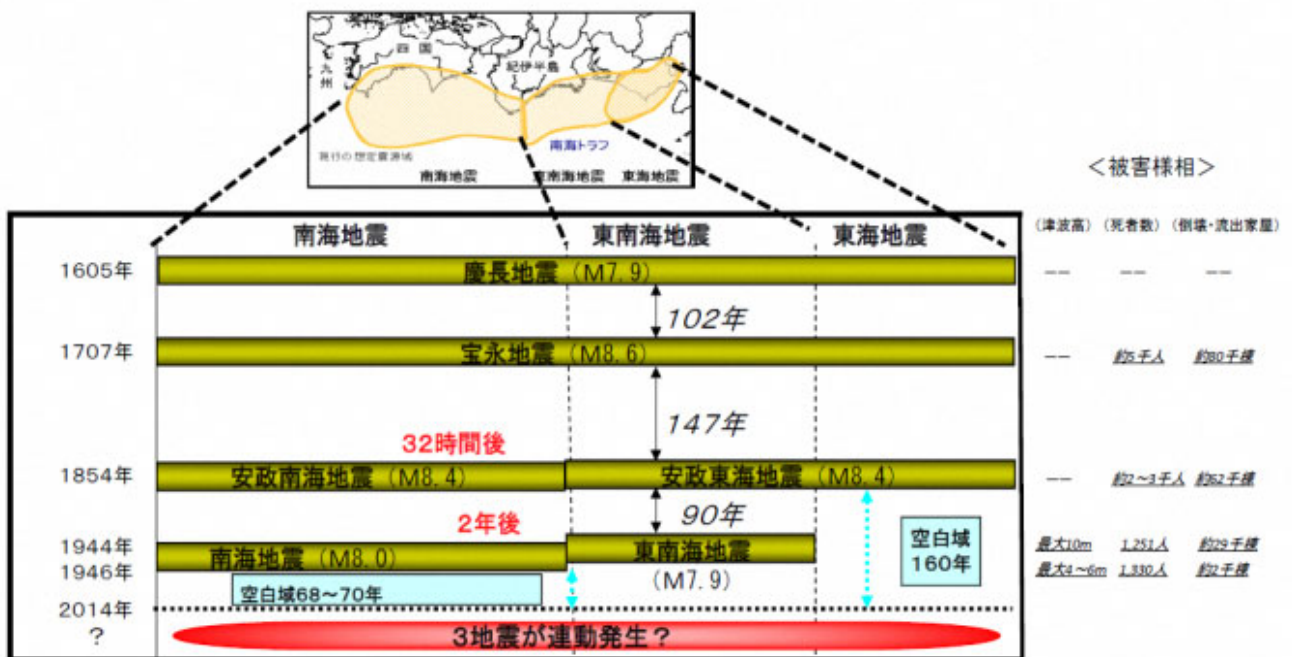 四国
九州
紀伊半島
南海トラフ
現行の想定震源域
南海地震 東南海地震 東海地震
＜被害様相＞
(津波高) (死者数) (倒壊・流出家屋)
南海地震 東南海地震 東海地震
1605年 慶長地震（M7.9） −− −− −−
102年
1707年 宝永地震（M8.6） −− 約5千人 約80千棟
147年
32時間後
1854年 安政南海地震（M8.4） 安政東海地震（M8.4） −− 約2～3千人 約62千棟
2年後 90年
1944年 東南海地震 最大10m 1,251人 約29千棟
(M7.9)
1946年 南海地震（M8.0） 最大4～6m 1,330人 約2千棟
空白域
160年
空白域68～70年
2014年
？ 3地震が連動発生？